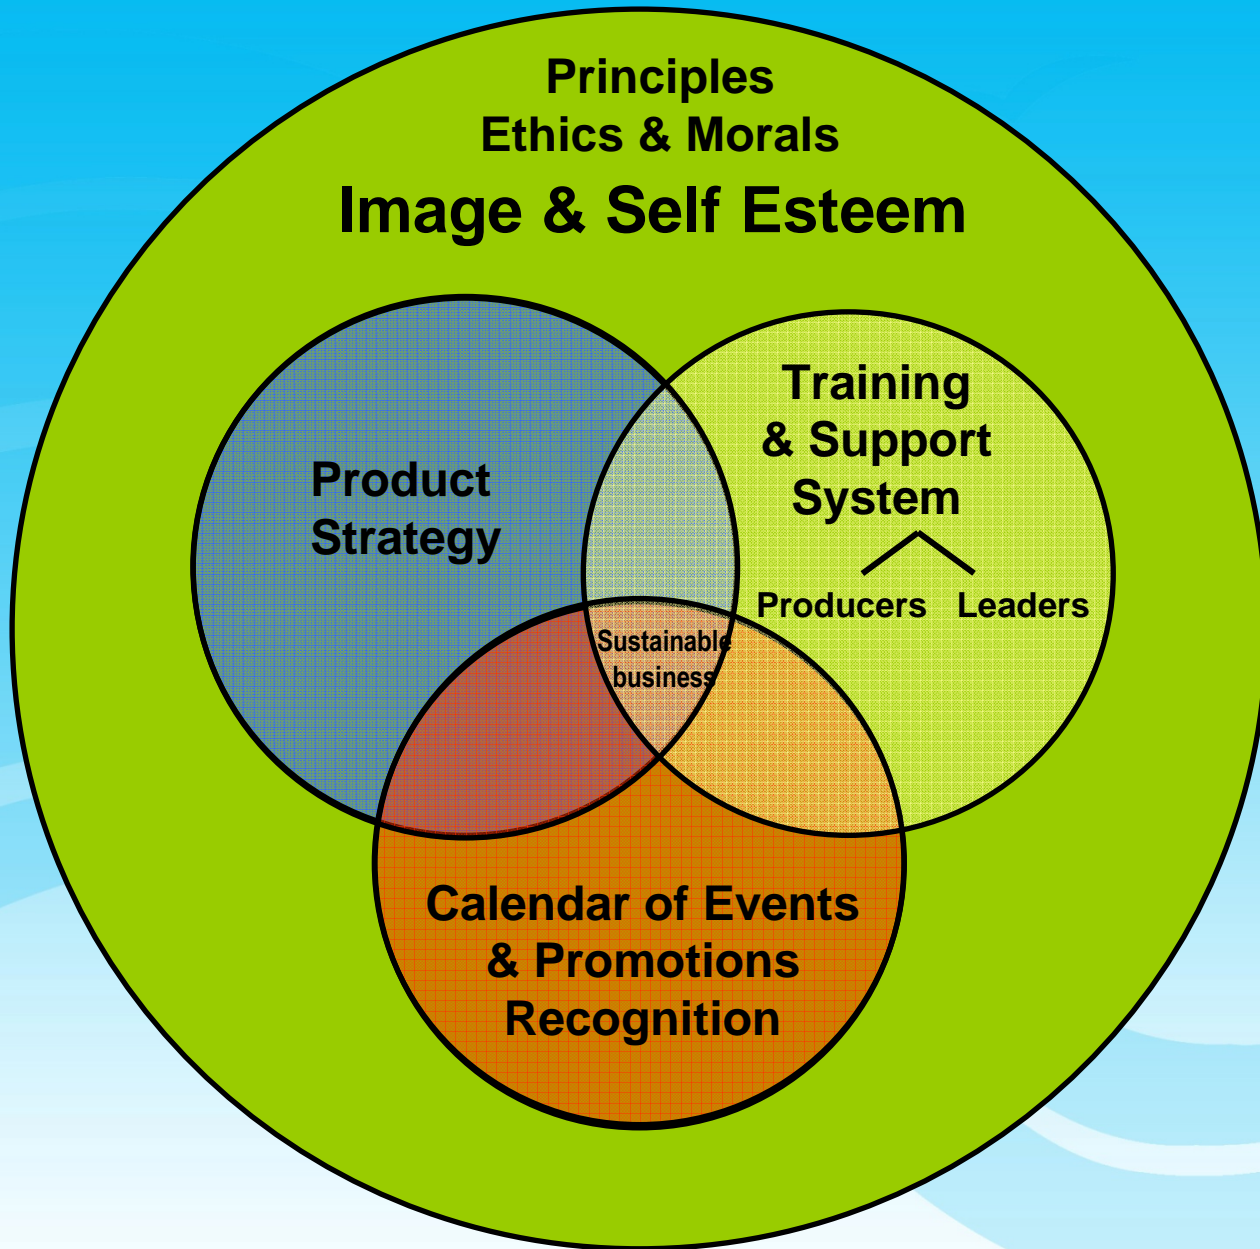 Principles
Ethics & Morals
Image & Self Esteem
Product
Strategy
Training
& Support
System
Producers Leaders
Sustainable
business
Calendar of Events
& Promotions
Recognition